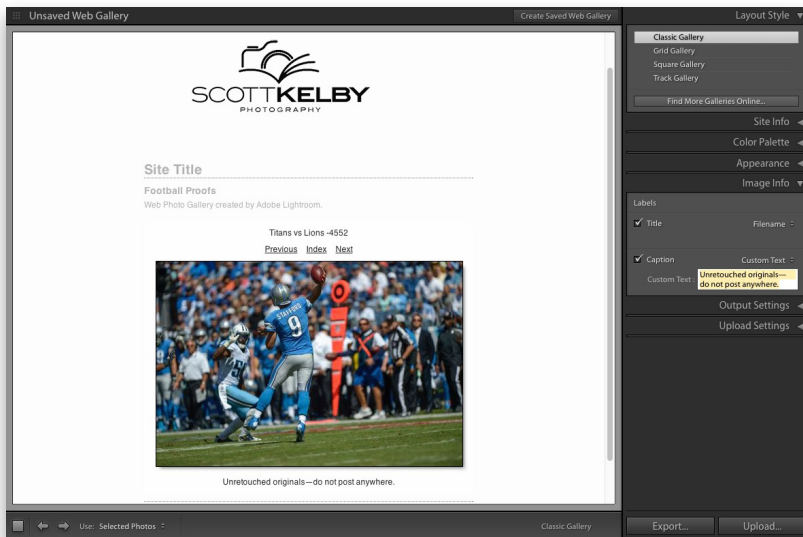 Unsaved Web Gallery
Create Saved Web Gallery
SCOTTKELBY
PHOTOGRAPHY
Site Title
Football Proofs
Web Photo Gallery created by Adobe Lightroom.
Titans vs Lions -4552
Previous Index Next
STAFFORD
9
Unretouched originals—do not post anywhere.
Use: Selected Photos
Classic Gallery
Layout Style
Classic Gallery
Grid Gallery
Square Gallery
Track Gallery
Find More Galleries Online...
Site Info
Color Palette
Appearance
Image Info
Labels
Title Filename
Caption Custom Text
Custom Text : Unretouched originals—
do not post anywhere.
Output Settings
Upload Settings
Export... Upload...